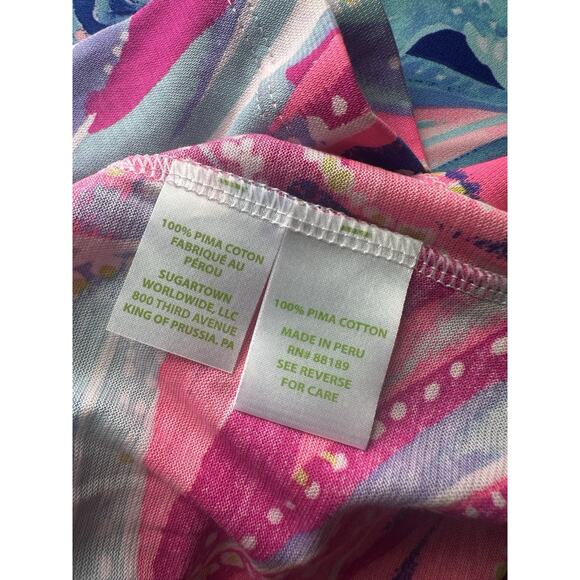 100% PIMA COTON
FABRIQUÉ AU
PÉROU
SUGARTOWN
WORLDWIDE, LLC
800 THIRD AVENUE
KING OF PRUSSIA. PA
100% PIMA COTTON
MADE IN PERU
RN# 88189
SEE REVERSE
FOR CARE